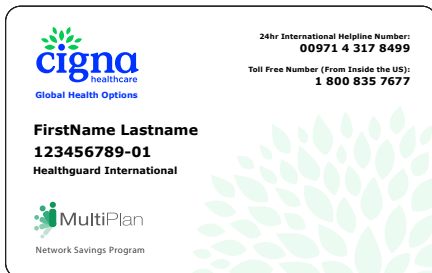 cigna
healthcare
Global Health Options
24hr International Helpline Number:
00971 4 317 8499
Toll Free Number (From Inside the US):
1 800 835 7677
FirstName Lastname
123456789-01
Healthguard International
MultiPlan
Network Savings Program